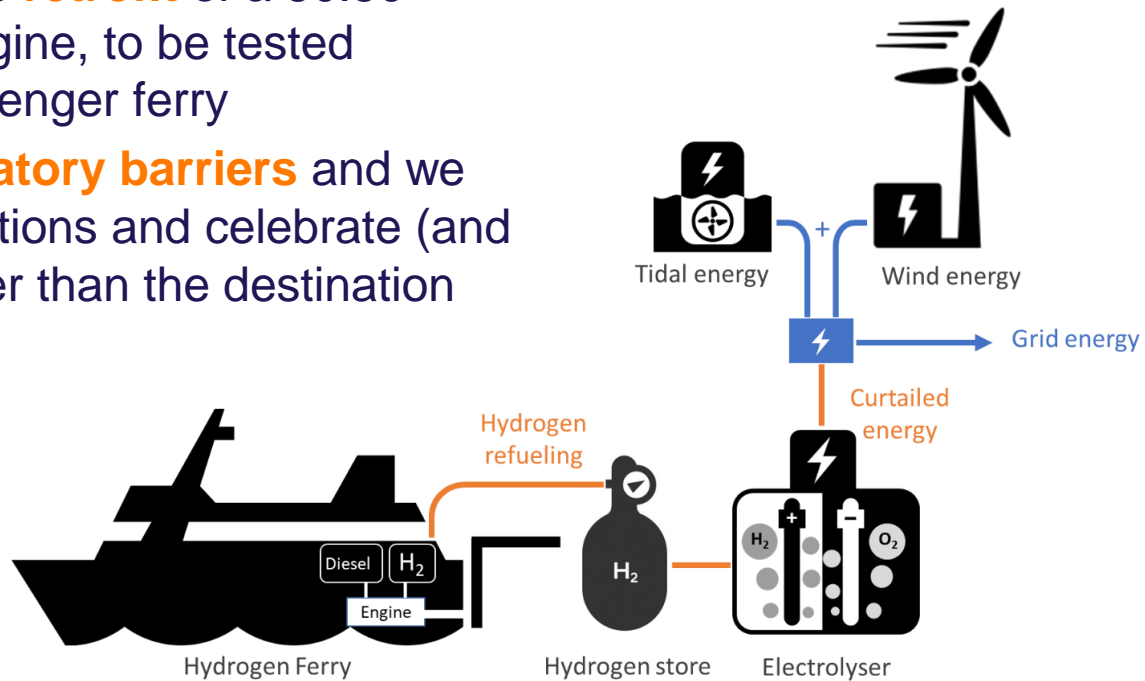 gine, to be tested
enger ferry
atory barriers and we
tions and celebrate (and
er than the destination
Tidal energy
+
Wind energy
Grid energy
Curtailed
energy
Hydrogen
refueling
Diesel
H₂
Engine
H₂
+
−
H₂
O₂
Hydrogen Ferry
Hydrogen store
Electrolyser